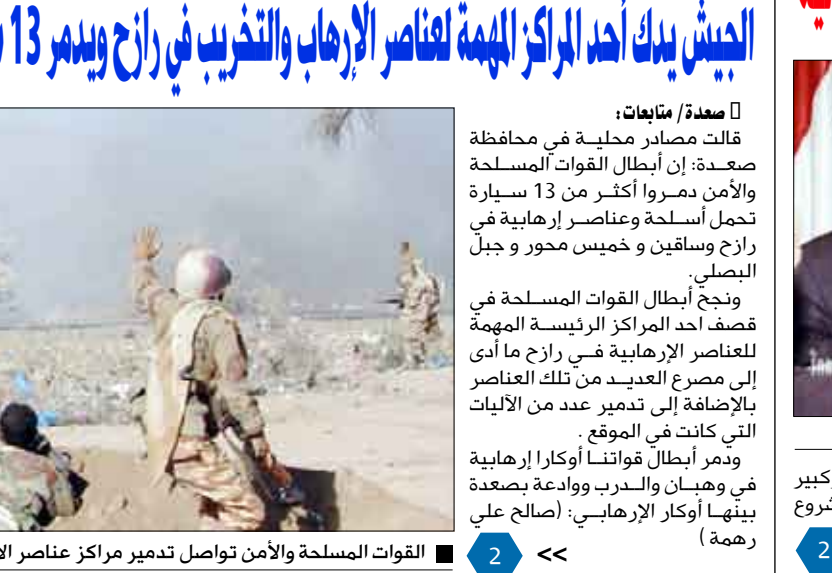 الجيش يدك أحد المراكز المهمة لعناصر الإرهاب والتخريب في رازح ويدمر 13
صعدة/ متابعات:
قالت مصادر محلية في محافظة
صعدة: إن أبطال القوات المسلحة
والأمن دمروا أكثر من 13 سيارة
تحمل أسلحة وعناصر إرهابية في
رازح وساقين و خميس محور و جبل
البصلي.
ونجح أبطال القوات المسلحة في
قصف احد المراكز الرئيسة المهمة
للعناصر الإرهابية في رازح ما أدى
إلى مصرع العديد من تلك العناصر
بالإضافة إلى تدمير عدد من الآليات
التي كانت في الموقع .
ودمر أبطال قواتنا أوكارا إرهابية
في وهبان والدرب ووادعة بصعدة
بينها أوكار الإرهابي: (صالح علي
رهمة )
>> 2
القوات المسلحة والأمن تواصل تدمير مراكز عناصر
وكبير
2